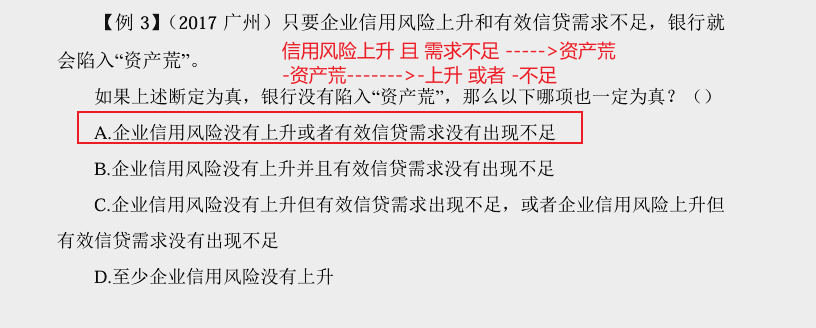 【例 3】（2017 广州）只要企业信用风险上升和有效信贷需求不足，银行就
会陷入“资产荒”。
信用风险上升 且 需求不足 ----->资产荒
-资产荒------->-上升 或者 -不足
如果上述断定为真，银行没有陷入“资产荒”，那么以下哪项也一定为真？（）
A.企业信用风险没有上升或者有效信贷需求没有出现不足
B.企业信用风险没有上升并且有效信贷需求没有出现不足
C.企业信用风险没有上升但有效信贷需求出现不足，或者企业信用风险上升但
有效信贷需求没有出现不足
D.至少企业信用风险没有上升